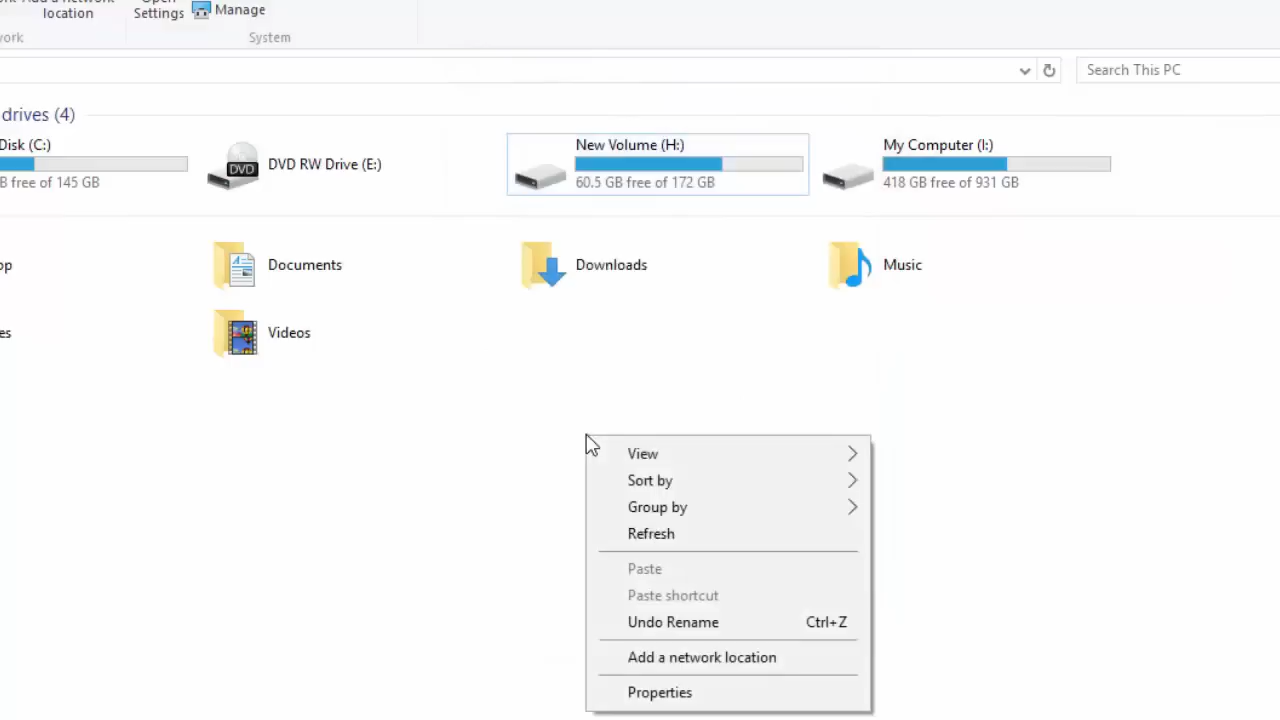 Add a network
location
Open
Settings
Manage
System
Search This PC
drives (4)
Disk (C:)
B free of 145 GB
DVD
DVD RW Drive (E:)
New Volume (H:)
60.5 GB free of 172 GB
My Computer (I:)
418 GB free of 931 GB
Documents
Downloads
Music
Videos
View
Sort by
Group by
Refresh
Paste
Paste shortcut
Undo Rename Ctrl+Z
Add a network location
Properties